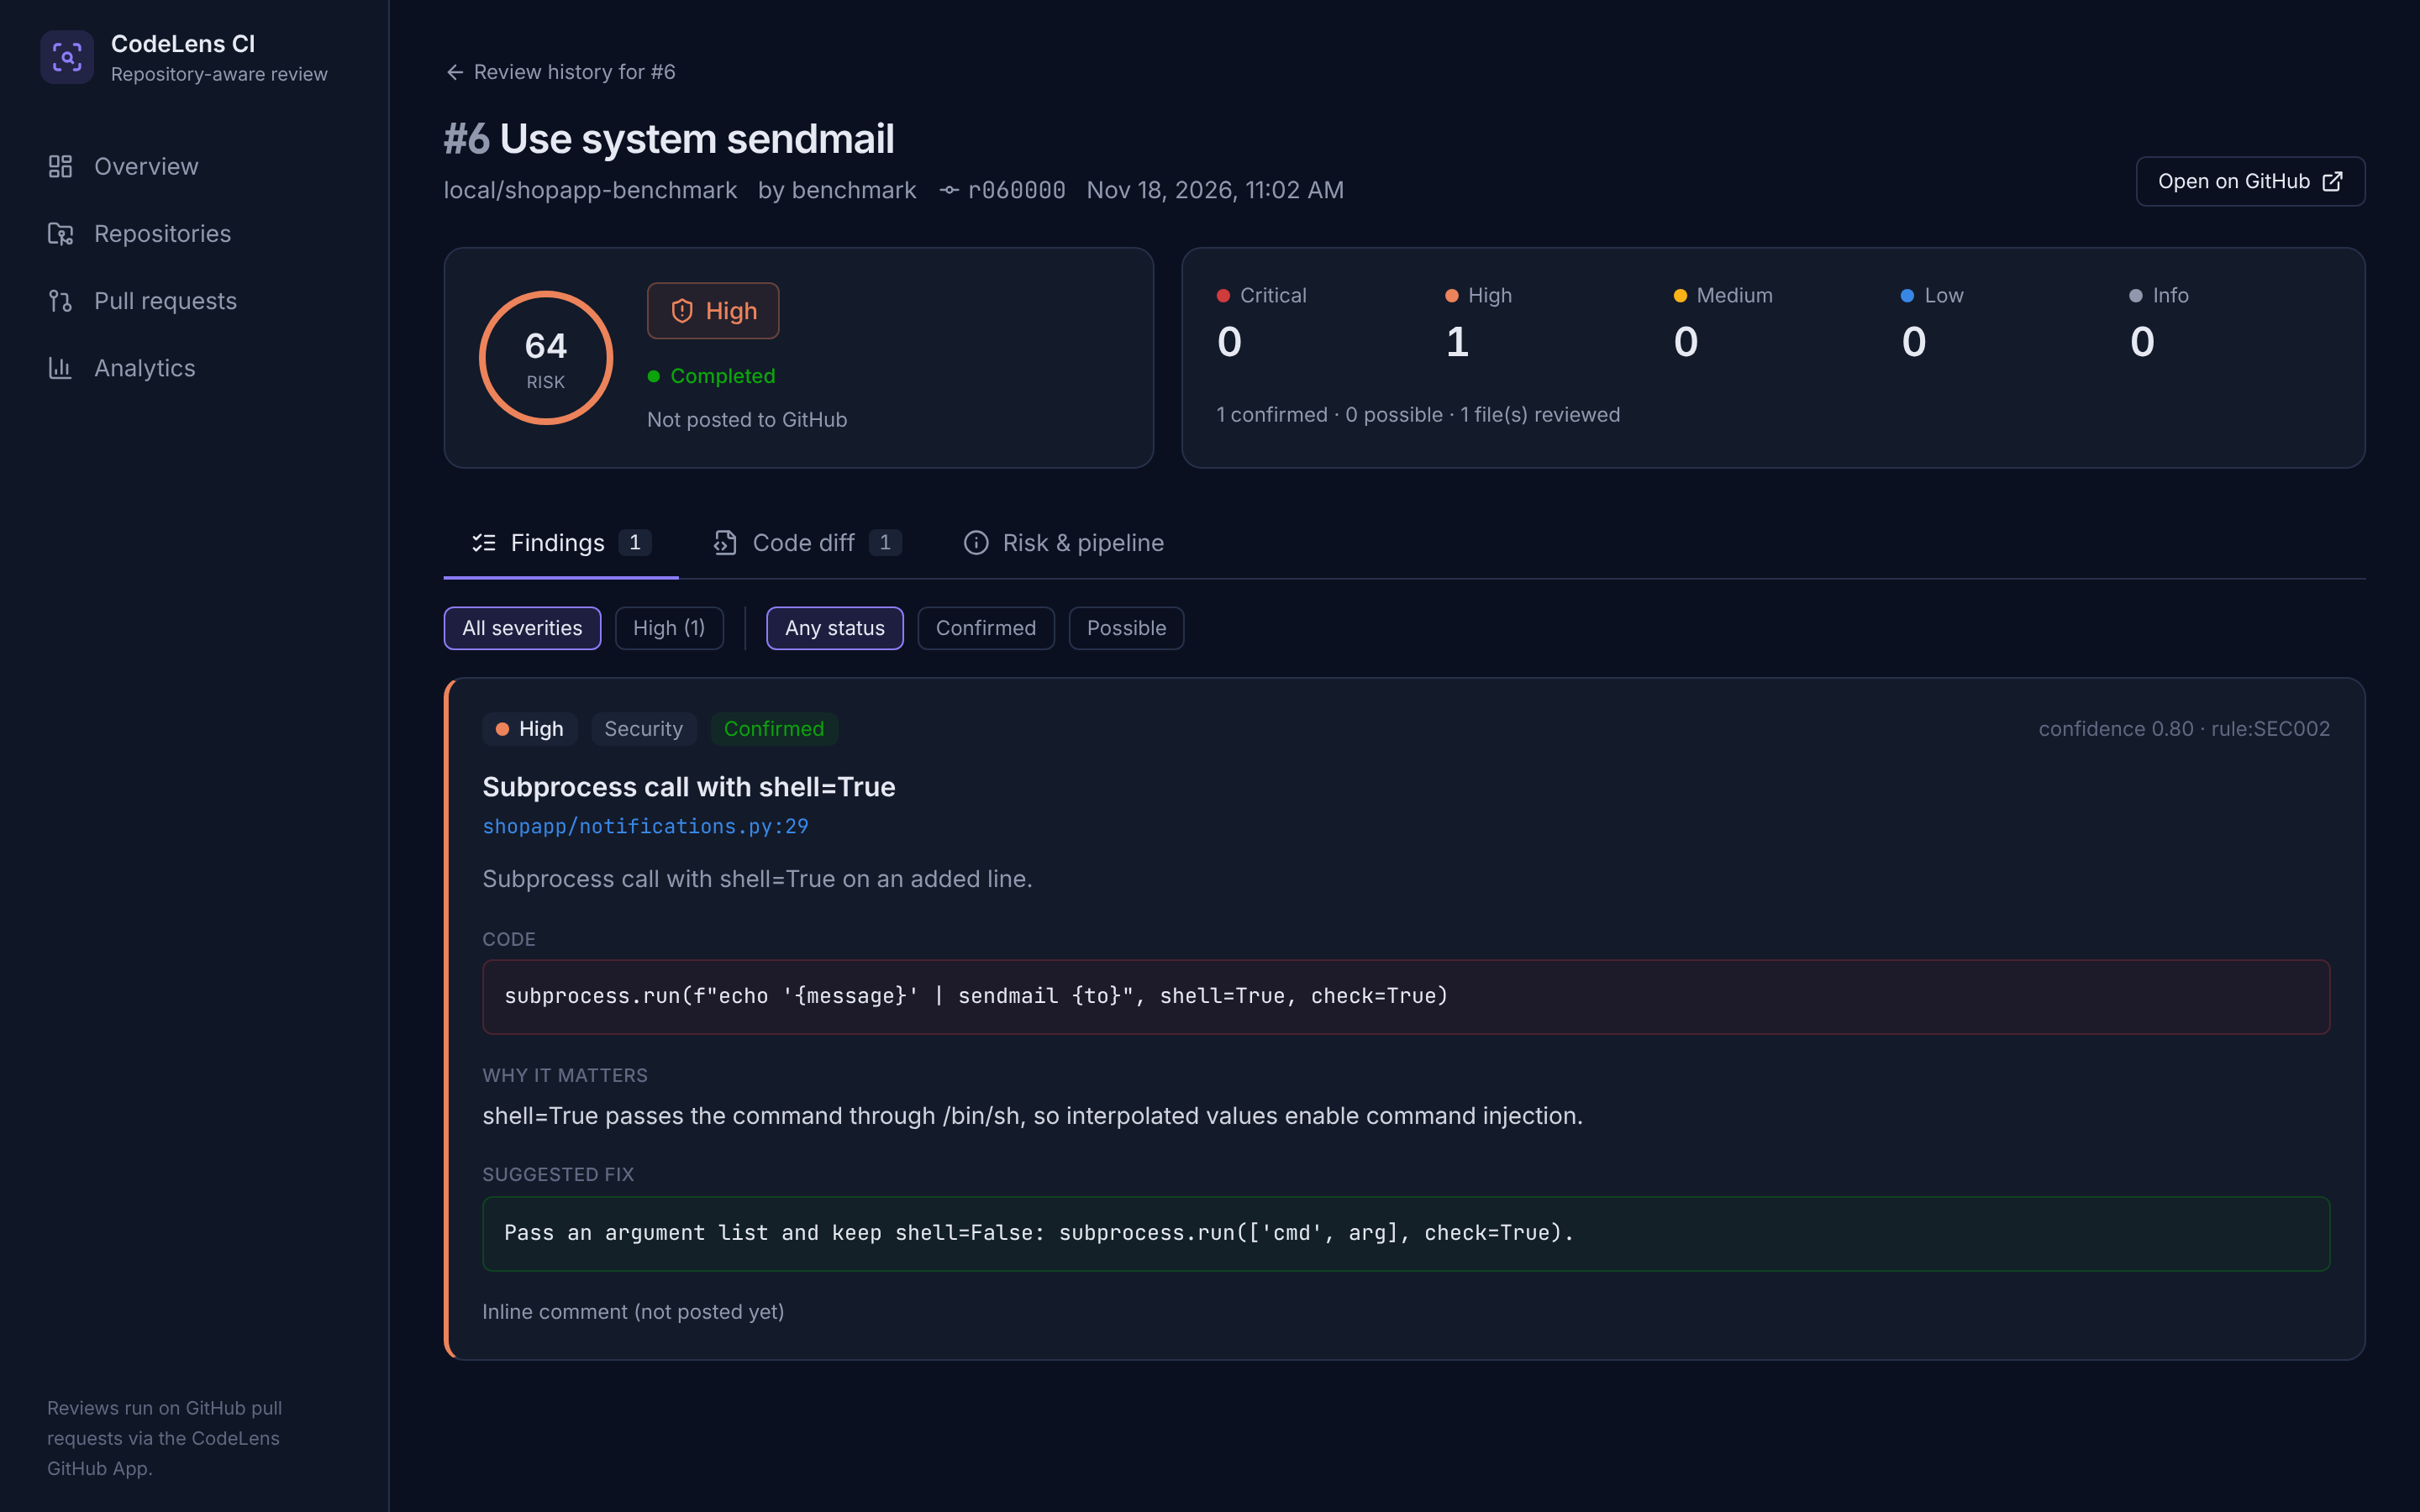 CodeLens CI
Repository-aware review
Overview
Repositories
Pull requests
Analytics
Reviews run on GitHub pull
requests via the CodeLens
GitHub App.
Review history for #6
#6 Use system sendmail
local/shopapp-benchmark by benchmark r060000 Nov 18, 2026, 11:02 AM
Open on GitHub
64
RISK
High
Completed
Not posted to GitHub
Critical High Medium Low Info
0 1 0 0 0
1 confirmed · 0 possible · 1 file(s) reviewed
Findings 1 Code diff 1 Risk & pipeline
All severities High (1) Any status Confirmed Possible
High Security Confirmed confidence 0.80 · rule:SEC002
Subprocess call with shell=True
shopapp/notifications.py:29
Subprocess call with shell=True on an added line.
CODE
subprocess.run(f"echo '{message}' | sendmail {to}", shell=True, check=True)
WHY IT MATTERS
shell=True passes the command through /bin/sh, so interpolated values enable command injection.
SUGGESTED FIX
Pass an argument list and keep shell=False: subprocess.run(['cmd', arg], check=True).
Inline comment (not posted yet)